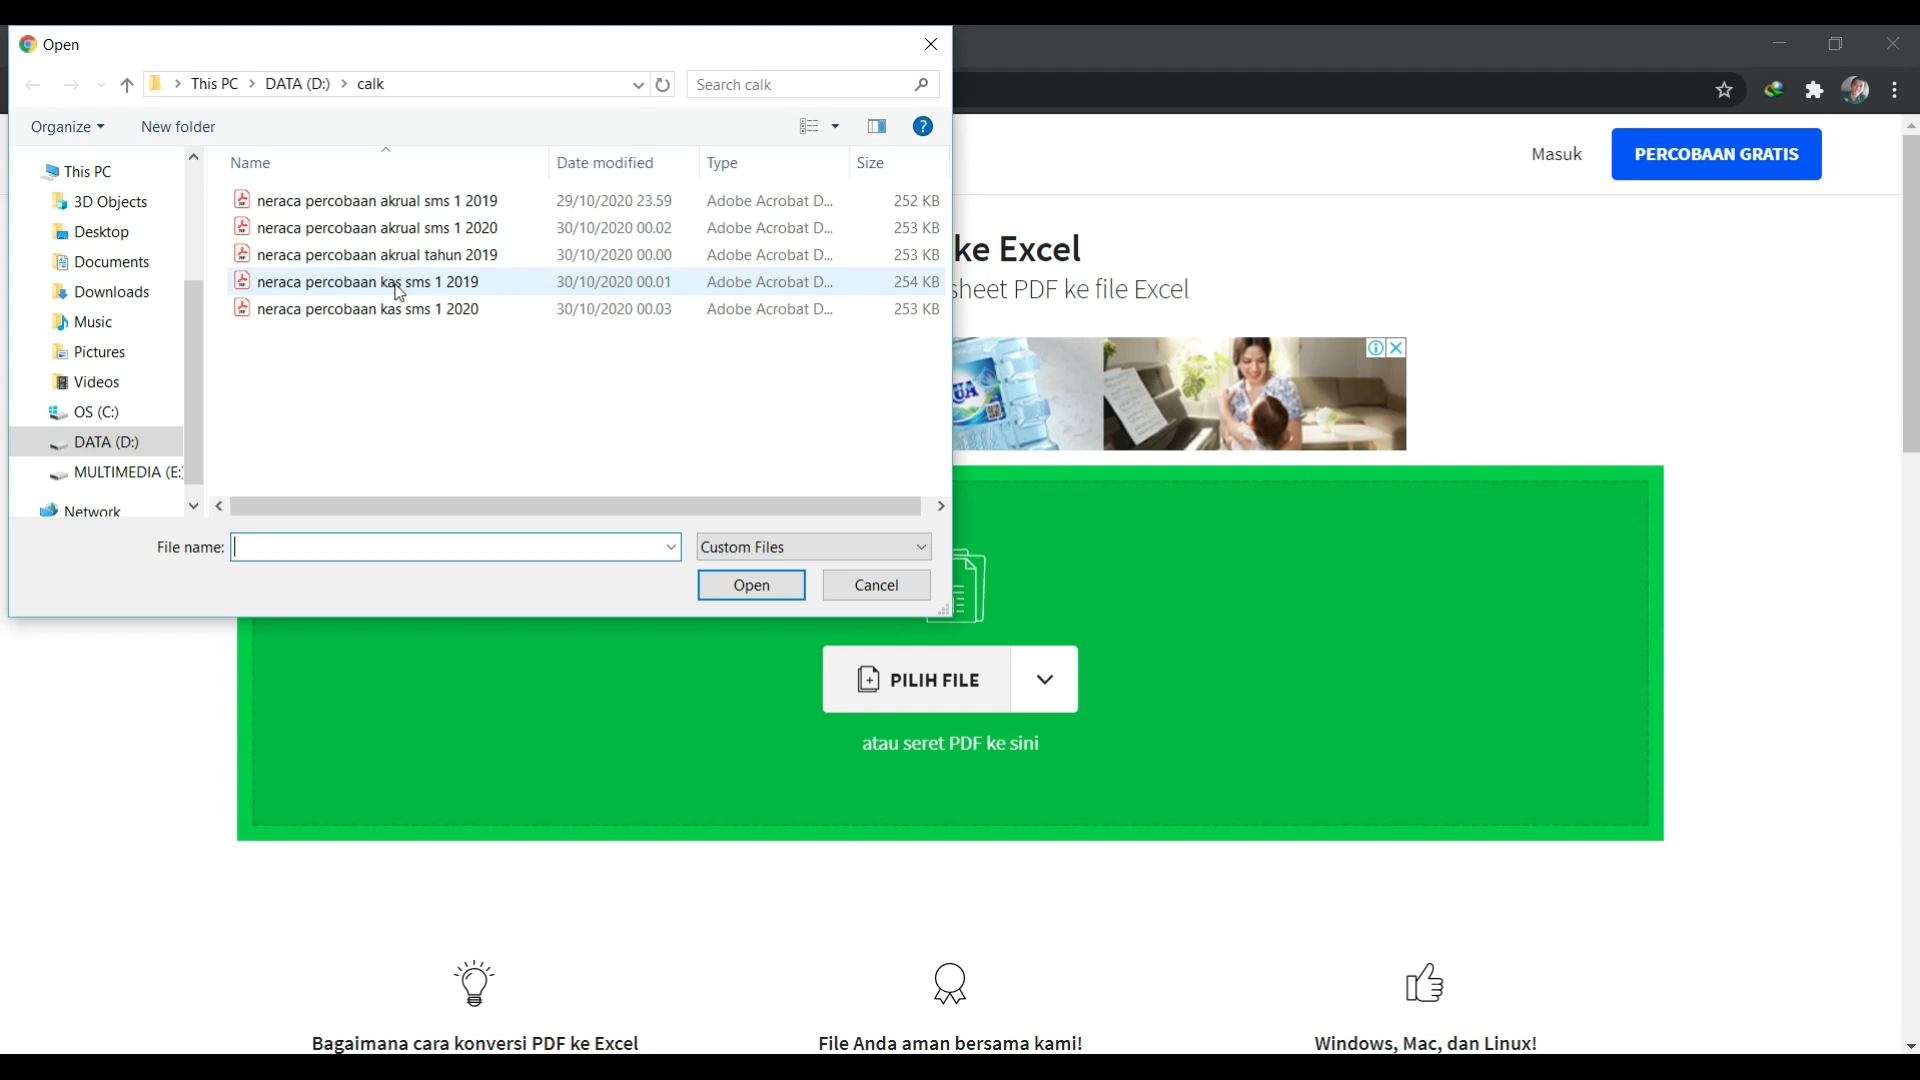 Open
This PC > DATA (D:) > calk
Search calk
Organize
New folder
?
Name
Date modified
Type
Size
This PC
3D Objects
Desktop
Documents
Downloads
Music
Pictures
Videos
OS (C:)
DATA (D:)
MULTIMEDIA (E:
Network
neraca percobaan akrual sms 1 2019 29/10/2020 23.59 Adobe Acrobat D... 252 KB
neraca percobaan akrual sms 1 2020 30/10/2020 00.02 Adobe Acrobat D... 253 KB
neraca percobaan akrual tahun 2019 30/10/2020 00.00 Adobe Acrobat D... 253 KB
neraca percobaan kas sms 1 2019 30/10/2020 00.01 Adobe Acrobat D... 254 KB
neraca percobaan kas sms 1 2020 30/10/2020 00.03 Adobe Acrobat D... 253 KB
File name:
Custom Files
Open
Cancel
Masuk
PERCOBAAN GRATIS
ke Excel
sheet PDF ke file Excel
PILIH FILE
atau seret PDF ke sini
Bagaimana cara konversi PDF ke Excel
File Anda aman bersama kami!
Windows, Mac, dan Linux!